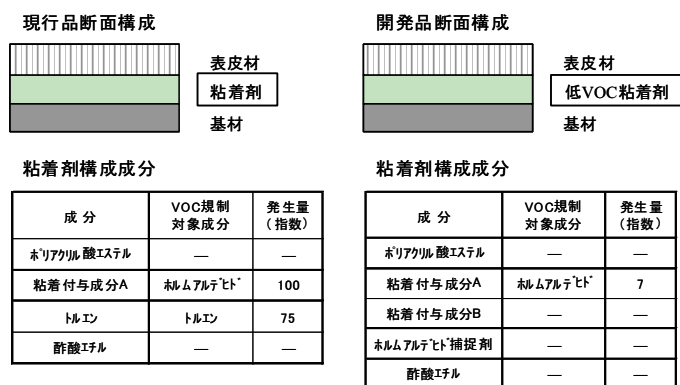 現行品断面構成
表皮材
粘着剤
基材
粘着剤構成成分
成 分 VOC規制対象成分 発生量(指数)
ポリアクリル酸エステル — —
粘着付与成分A ホルムアルデヒド 100
トルエン トルエン 75
酢酸エチル — —
開発品断面構成
表皮材
低VOC粘着剤
基材
粘着剤構成成分
成 分 VOC規制対象成分 発生量(指数)
ポリアクリル酸エステル — —
粘着付与成分A ホルムアルデヒド 7
粘着付与成分B — —
ホルムアルデヒド捕捉剤 — —
酢酸エチル — —